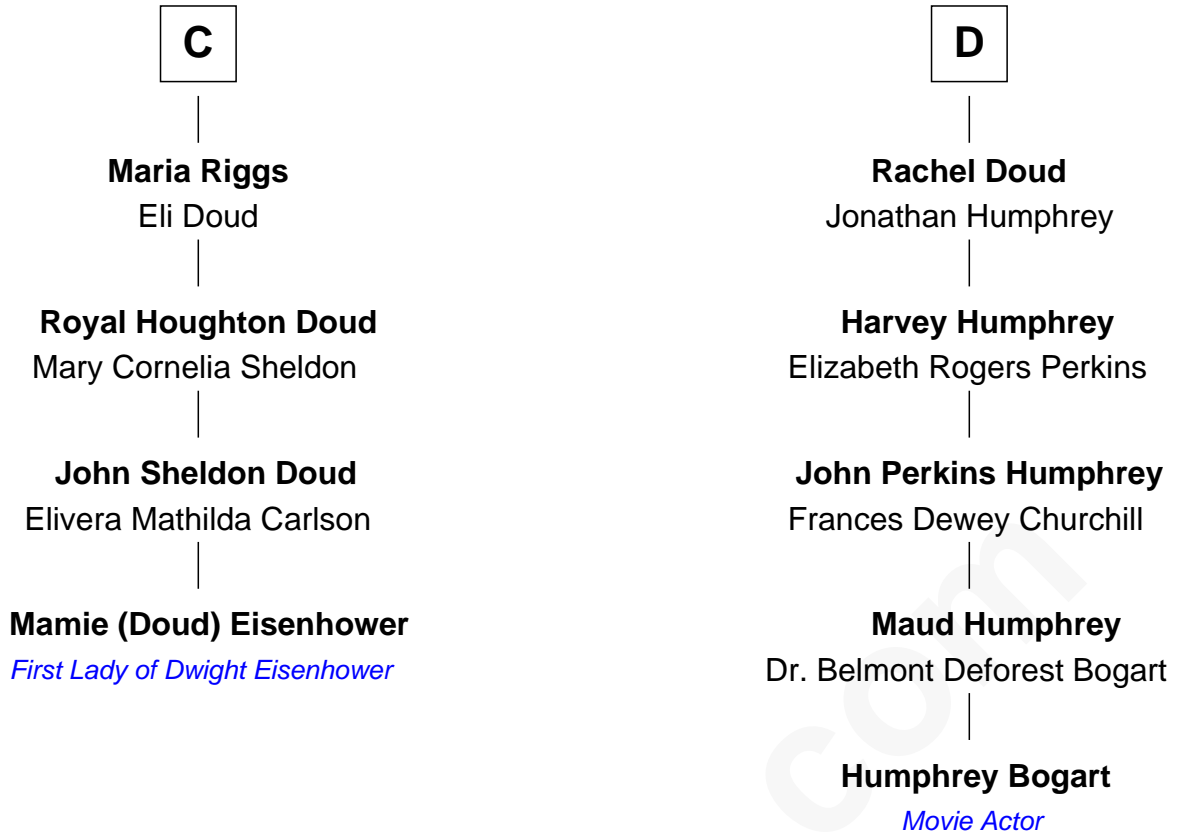 C
Maria Riggs
Eli Doud
Royal Houghton Doud
Mary Cornelia Sheldon
John Sheldon Doud
Elivera Mathilda Carlson
Mamie (Doud) Eisenhower
First Lady of Dwight Eisenhower
D
Rachel Doud
Jonathan Humphrey
Harvey Humphrey
Elizabeth Rogers Perkins
John Perkins Humphrey
Frances Dewey Churchill
Maud Humphrey
Dr. Belmont Deforest Bogart
Humphrey Bogart
Movie Actor
com